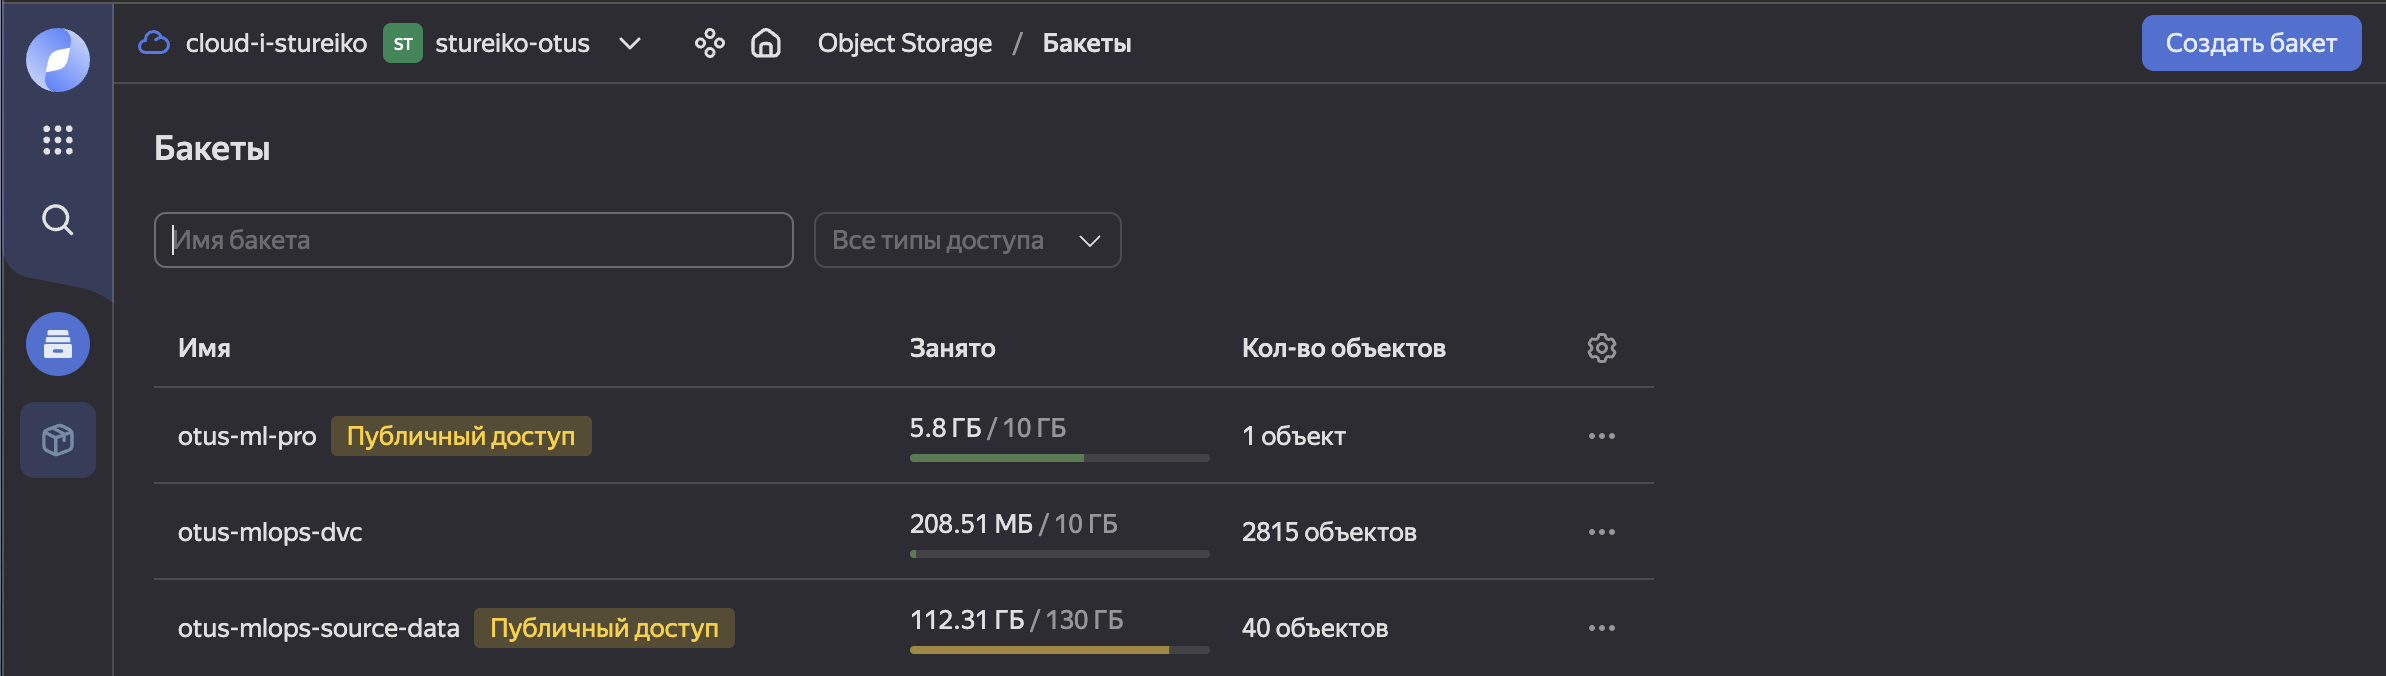 cloud-i-stureiko ST stureiko-otus Object Storage / Бакеты Создать бакет
Бакеты
Имя бакета Все типы доступа
Имя Занято Кол-во объектов
otus-ml-pro Публичный доступ 5.8 ГБ / 10 ГБ 1 объект
otus-mlops-dvc 208.51 МБ / 10 ГБ 2815 объектов
otus-mlops-source-data Публичный доступ 112.31 ГБ / 130 ГБ 40 объектов